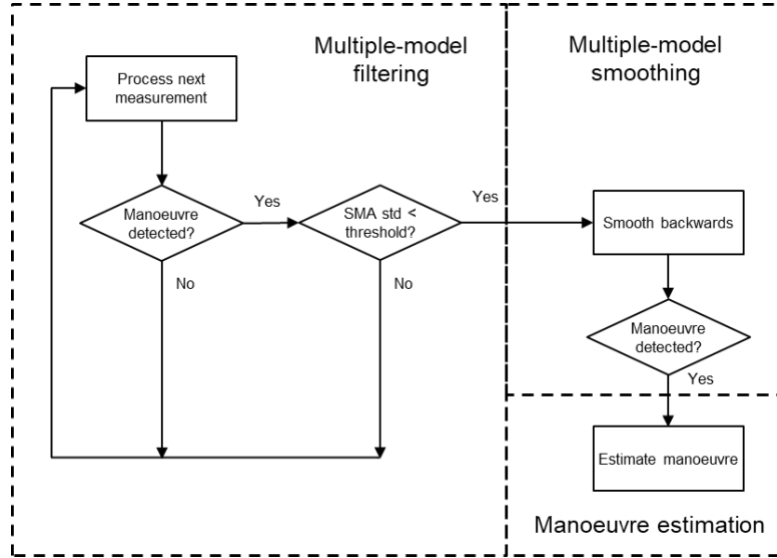 Multiple-model
filtering
Process next
measurement
Manoeuvre
detected?
Yes
No
SMA std <
threshold?
Yes
No
Multiple-model
smoothing
Smooth backwards
Manoeuvre
detected?
Yes
Estimate manoeuvre
Manoeuvre estimation